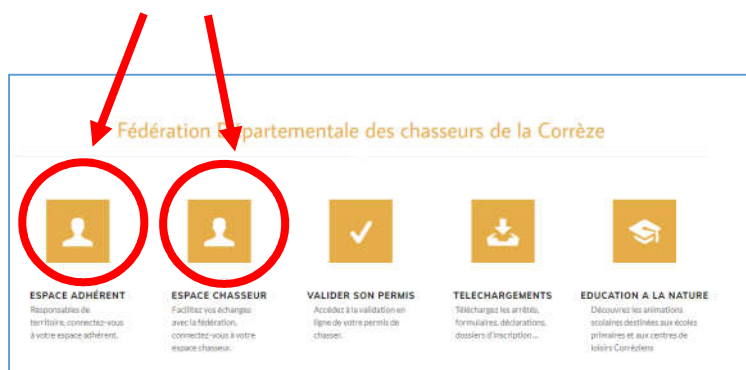 Fédération Départementale des chasseurs de la Corrèze
ESPACE ADHÉRENT
Responsables de
territoire, connectez-vous
à votre espace adhérent.
ESPACE CHASSEUR
Facilitez vos échanges
avec la fédération,
connectez-vous à votre
espace chasseur.
VALIDER SON PERMIS
Accédez à la validation en
ligne de votre permis de
chasser.
TELECHARGEMENTS
Téléchargez les arrêtés,
formulaires, déclarations,
dossiers d'inscription ...
EDUCATION A LA NATURE
Découvrez les animations
scolaires destinées aux écoles
primaires et aux centres de
loisirs Corréziens